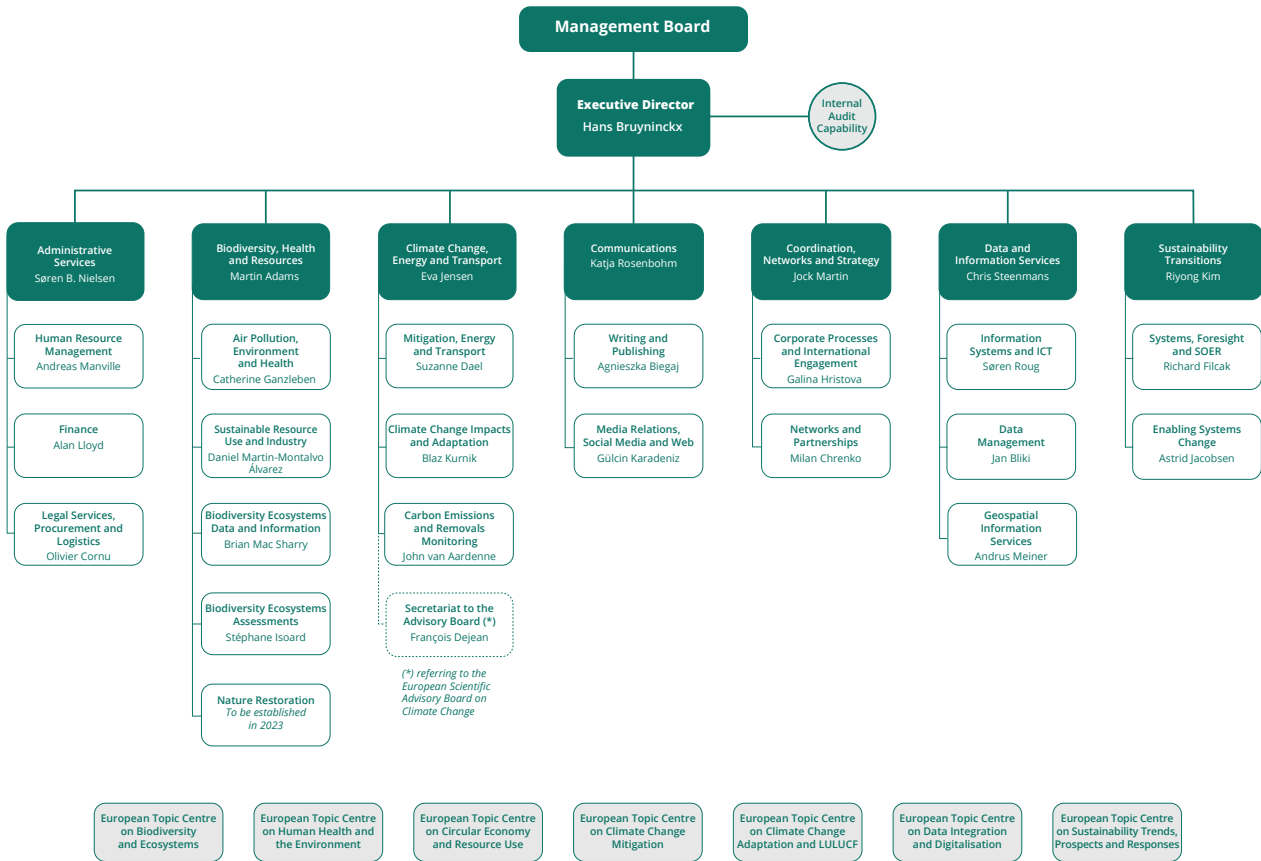 Management Board
Executive Director
Hans Bruyninckx
Internal
Audit
Capability
Administrative
Services
Søren B. Nielsen
Human Resource
Management
Andreas Manville
Finance
Alan Lloyd
Legal Services,
Procurement and
Logistics
Olivier Cornu
Biodiversity, Health
and Resources
Martin Adams
Air Pollution,
Environment
and Health
Catherine Ganzleben
Sustainable Resource
Use and Industry
Daniel Martin-Montalvo
Álvarez
Biodiversity Ecosystems
Data and Information
Brian Mac Sharry
Biodiversity Ecosystems
Assessments
Stéphane Isoard
Nature Restoration
To be established
in 2023
Climate Change,
Energy and Transport
Eva Jensen
Mitigation, Energy
and Transport
Suzanne Dael
Climate Change Impacts
and Adaptation
Blaz Kurnik
Carbon Emissions
and Removals
Monitoring
John van Aardenne
Secretariat to the
Advisory Board (*)
François Dejean
(*) referring to the
European Scientific
Advisory Board on
Climate Change
Communications
Katja Rosenbohm
Writing and
Publishing
Agnieszka Biegaj
Media Relations,
Social Media and Web
Gülcin Karadeniz
Coordination,
Networks and Strategy
Jock Martin
Corporate Processes
and International
Engagement
Galina Hristova
Networks and
Partnerships
Milan Chrenko
Data and
Information Services
Chris Steenmans
Information
Systems and ICT
Søren Roug
Data
Management
Jan Bliki
Geospatial
Information
Services
Andrus Meiner
Sustainability
Transitions
Riyong Kim
Systems, Foresight
and SOER
Richard Filcak
Enabling Systems
Change
Astrid Jacobsen
European Topic Centre
on Biodiversity
and Ecosystems
European Topic Centre
on Human Health and
the Environment
European Topic Centre
on Circular Economy
and Resource Use
European Topic Centre
on Climate Change
Mitigation
European Topic Centre
on Climate Change
Adaptation and LULUCF
European Topic Centre
on Data Integration
and Digitalisation
European Topic Centre
on Sustainability Trends,
Prospects and Responses